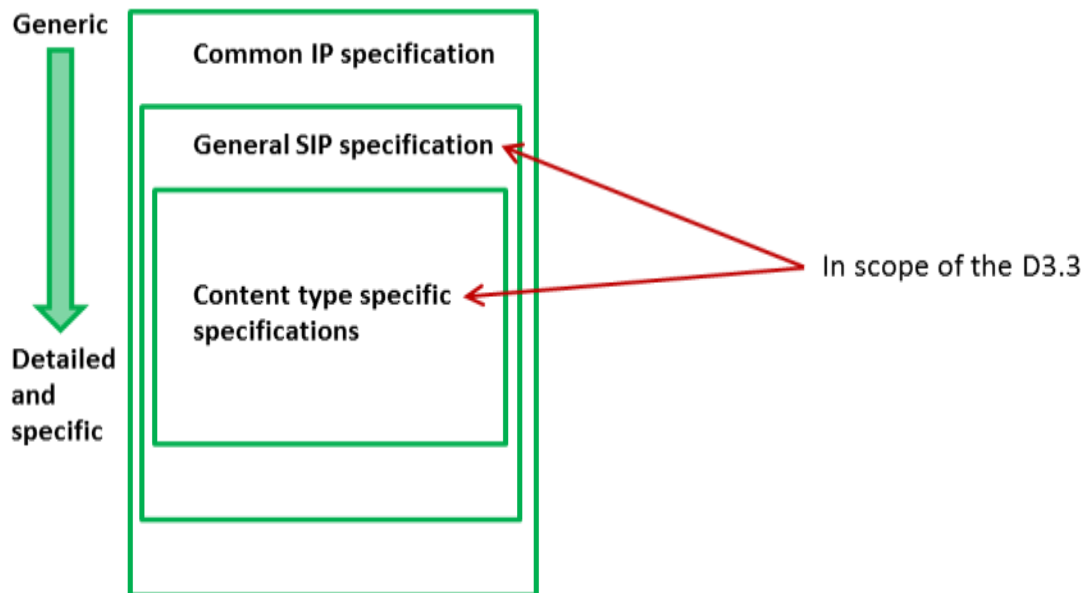 Generic
Common IP specification
General SIP specification
In scope of the D3.3
Content type specific
specifications
Detailed
and
specific